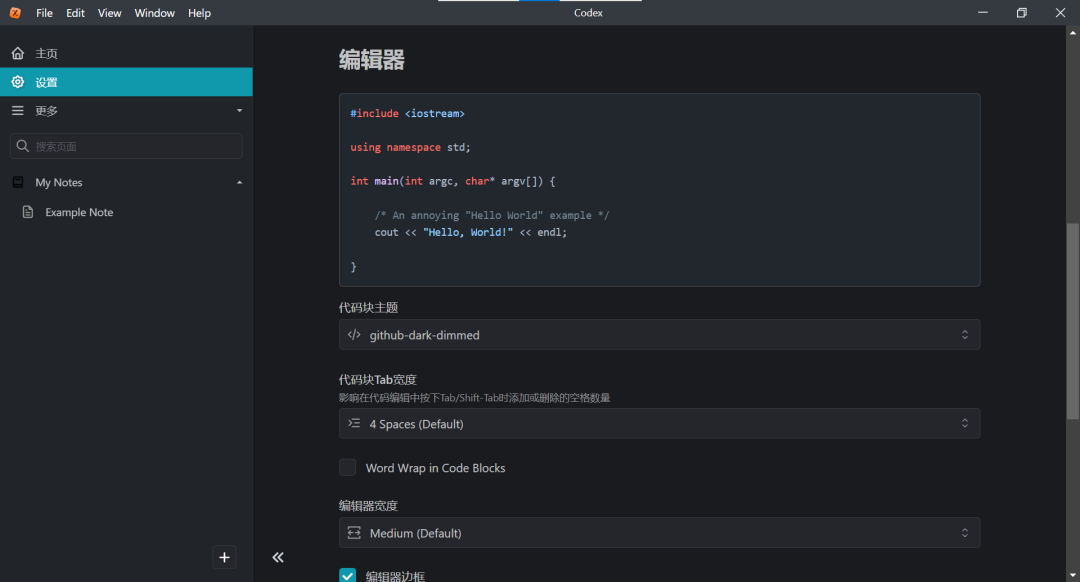 File Edit View Window Help Codex
主页
设置
更多
搜索页面
My Notes
Example Note
编辑器
#include <iostream>
using namespace std;
int main(int argc, char* argv[]) {
/* An annoying "Hello World" example */
cout << "Hello, World!" << endl;
}
代码块主题
github-dark-dimmed
代码块Tab宽度
影响在代码编辑中按下Tab/Shift-Tab时添加或删除的空格数量
4 Spaces (Default)
Word Wrap in Code Blocks
编辑器宽度
Medium (Default)
编辑器边框